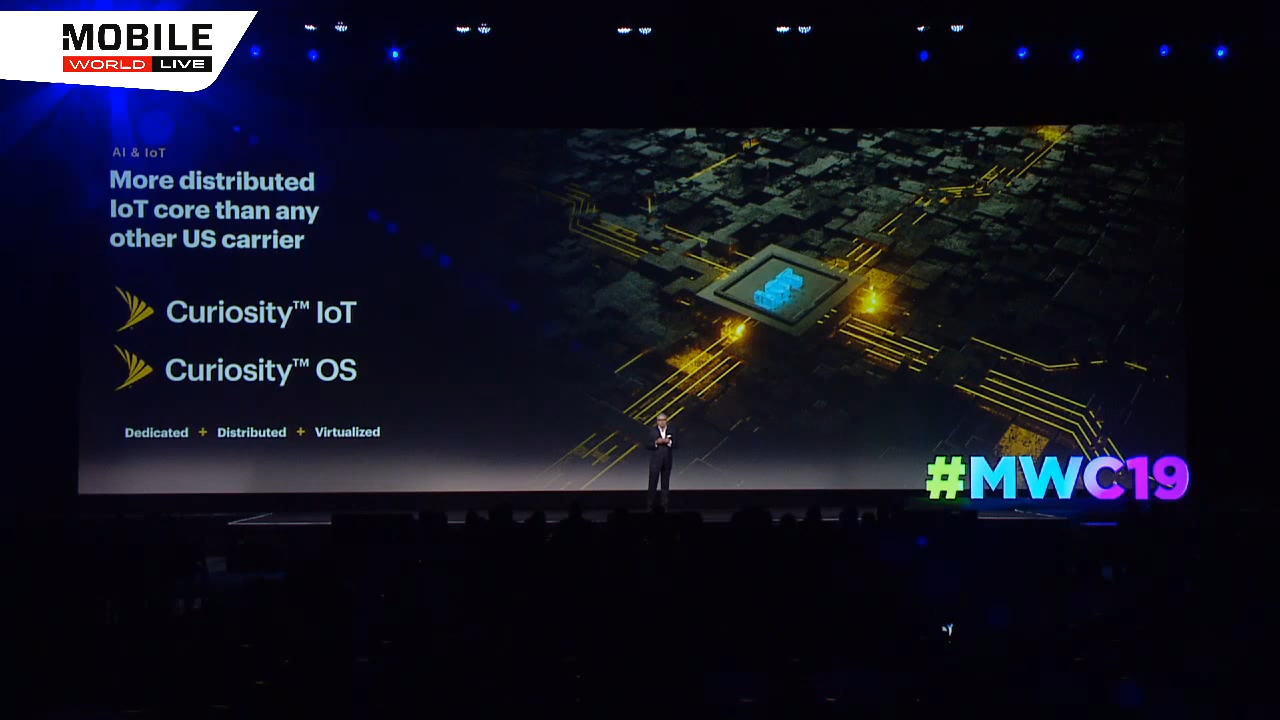 MOBILE
WORLD LIVE
AI & IoT
More distributed
IoT core than any
other US carrier
Curiosity™ IoT
Curiosity™ OS
Dedicated + Distributed + Virtualized
#MWC19